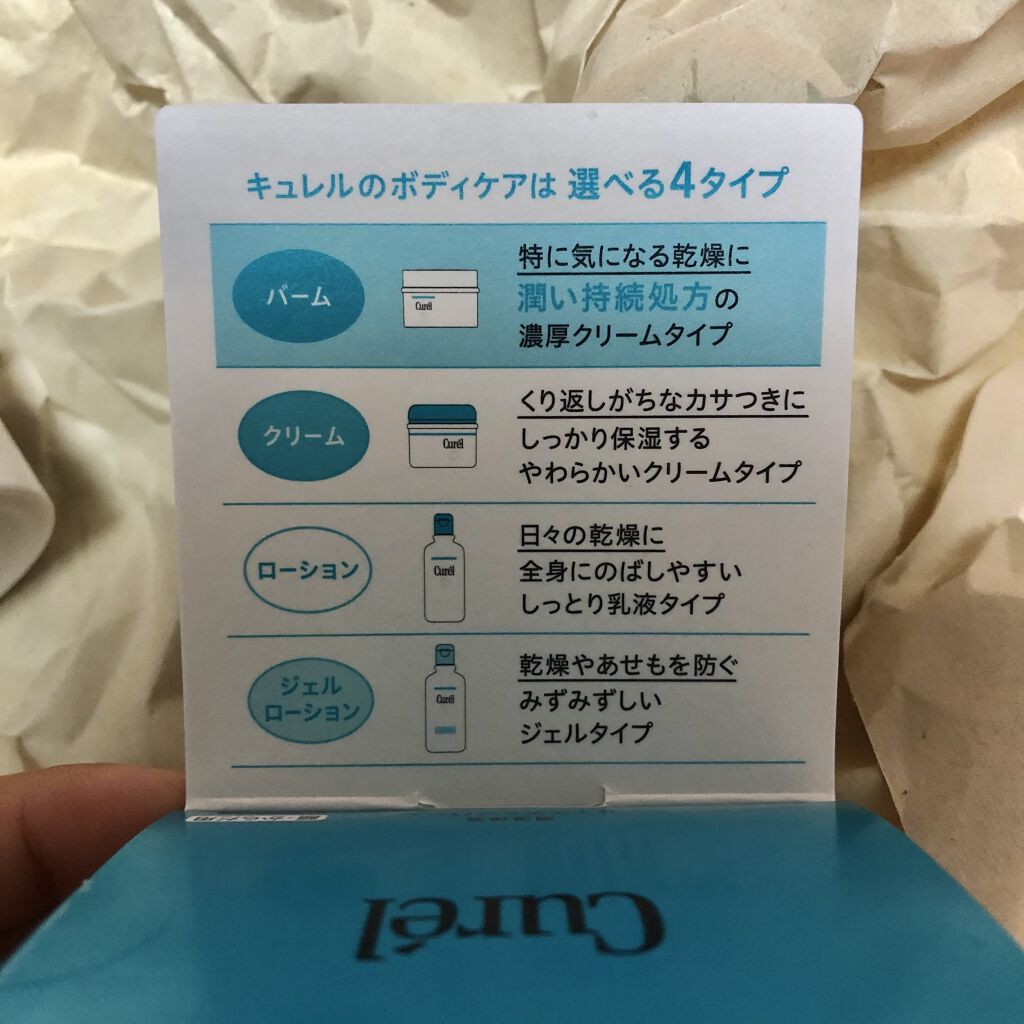 キュレルのボディケアは 選べる4タイプ
バーム
Curél
特に気になる乾燥に
潤い持続処方の
濃厚クリームタイプ
クリーム
Curél
くり返しがちなカサつきに
しっかり保湿する
やわらかいクリームタイプ
ローション
Curél
日々の乾燥に
全身にのばしやすい
しっとり乳液タイプ
ジェル
ローション
Curél
乾燥やあせもを防ぐ
みずみずしい
ジェルタイプ
顔・からだ用
Curél